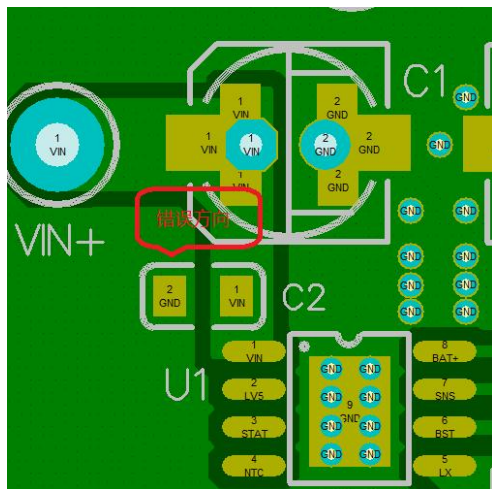 C1
1
2
GND
1
VIN
1
VIN
1
VIN
2
GND
2
GND
GND
1
VIN
1
VIN
2
GND
错误方向
GND
GND
VIN+
GND
GND
GND
GND
GND
GND
2
GND
1
VIN
C2
U1
1
VIN
8
BAT+
GND
GND
2
LV5
7
SNS
GND
GND
9
GND
3
STAT
6
BST
GND
GND
4
NTC
5
LX
GND
GND